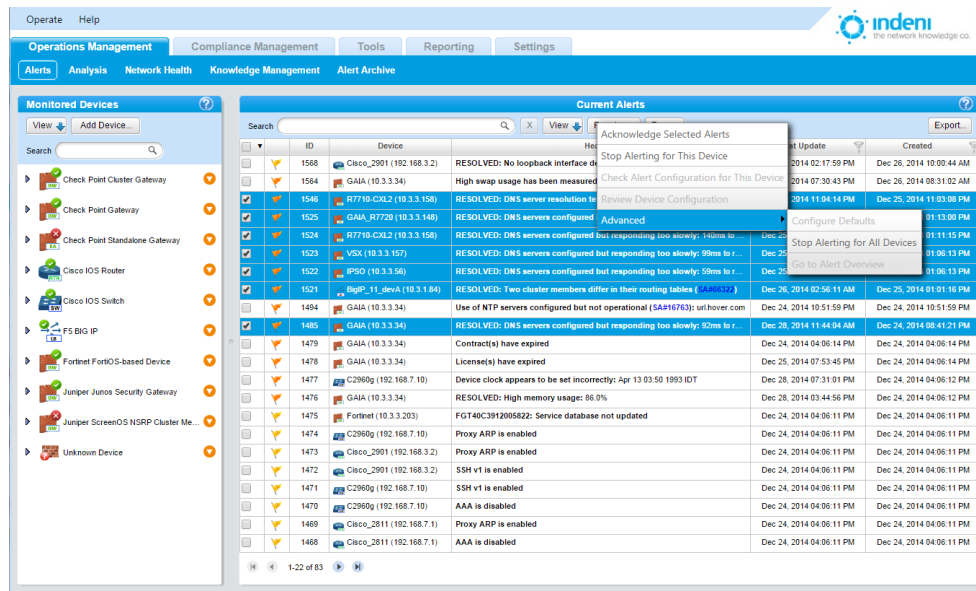 Operate Help
indeni
the network knowledge co.
Operations Management Compliance Management Tools Reporting Settings
Alerts Analysis Network Health Knowledge Management Alert Archive
Monitored Devices
View Add Device...
Search
Check Point Cluster Gateway
Check Point Gateway
Check Point Standalone Gateway
Cisco IOS Router
Cisco IOS Switch
F5 BIG IP
Fortinet FortiOS-based Device
Juniper Junos Security Gateway
Juniper ScreenOS NSRP Cluster Me...
Unknown Device
Current Alerts
Search X View Export...
Acknowledge Selected Alerts
Stop Alerting for This Device
Check Alert Configuration for This Device
Review Device Configuration
Advanced
Configure Defaults
Stop Alerting for All Devices
Go to Alert Overview
ID Device Update Created
1568 Cisco_2901 (192.168.3.2) RESOLVED: No loopback interface 2014 02:17:59 PM Dec 26, 2014 10:00:44 AM
1564 GAIA (10.3.3.34) High swap usage has been measured 2014 07:30:43 PM Dec 26, 2014 08:31:02 AM
1546 R7710-CXL2 (10.3.3.158) RESOLVED: DNS server resolution 2014 11:04:14 PM Dec 25, 2014 11:03:08 PM
1525 GAIA_R7720 (10.3.3.148) RESOLVED: DNS servers configured 01:13:00 PM
1524 R7710-CXL2 (10.3.3.158) RESOLVED: DNS servers configured but responding too slowly: 140ms to ... Dec 25 01:11:15 PM
1523 VSX (10.3.3.157) RESOLVED: DNS servers configured but responding too slowly: 99ms to r... Dec 25 01:06:13 PM
1522 IPSO (10.3.3.56) RESOLVED: DNS servers configured but responding too slowly: 59ms to r... Dec 25 01:06:13 PM
1521 BigIP_11_devA (10.3.1.84) RESOLVED: Two cluster members differ in their routing tables (SA#66322) Dec 26, 2014 02:56:11 AM Dec 25, 2014 01:01:16 PM
1494 GAIA (10.3.3.34) Use of NTP servers configured but not operational (SA#16763): url.hover.com Dec 24, 2014 10:51:59 PM Dec 24, 2014 10:51:59 PM
1485 GAIA (10.3.3.34) RESOLVED: DNS servers configured but responding too slowly: 92ms to r... Dec 28, 2014 11:44:04 AM Dec 24, 2014 08:41:21 PM
1479 GAIA (10.3.3.34) Contract(s) have expired Dec 24, 2014 04:06:14 PM Dec 24, 2014 04:06:14 PM
1478 GAIA (10.3.3.34) License(s) have expired Dec 25, 2014 07:53:45 PM Dec 24, 2014 04:06:14 PM
1477 C2960g (192.168.7.10) Device clock appears to be set incorrectly: Apr 13 03:50 1993 IDT Dec 28, 2014 07:31:01 PM Dec 24, 2014 04:06:12 PM
1476 GAIA (10.3.3.34) RESOLVED: High memory usage: 86.0% Dec 28, 2014 03:44:56 PM Dec 24, 2014 04:06:12 PM
1475 Fortinet (10.3.3.203) FGT40C3912005822: Service database not updated Dec 24, 2014 04:06:11 PM Dec 24, 2014 04:06:11 PM
1474 C2960g (192.168.7.10) Proxy ARP is enabled Dec 24, 2014 04:06:11 PM Dec 24, 2014 04:06:11 PM
1473 Cisco_2901 (192.168.3.2) Proxy ARP is enabled Dec 24, 2014 04:06:11 PM Dec 24, 2014 04:06:11 PM
1472 Cisco_2901 (192.168.3.2) SSH v1 is enabled Dec 24, 2014 04:06:11 PM Dec 24, 2014 04:06:11 PM
1471 C2960g (192.168.7.10) SSH v1 is enabled Dec 24, 2014 04:06:11 PM Dec 24, 2014 04:06:11 PM
1470 C2960g (192.168.7.10) AAA is disabled Dec 24, 2014 04:06:11 PM Dec 24, 2014 04:06:11 PM
1469 Cisco_2811 (192.168.7.1) Proxy ARP is enabled Dec 24, 2014 04:06:11 PM Dec 24, 2014 04:06:11 PM
1468 Cisco_2811 (192.168.7.1) AAA is disabled Dec 24, 2014 04:06:11 PM Dec 24, 2014 04:06:11 PM
1-22 of 83